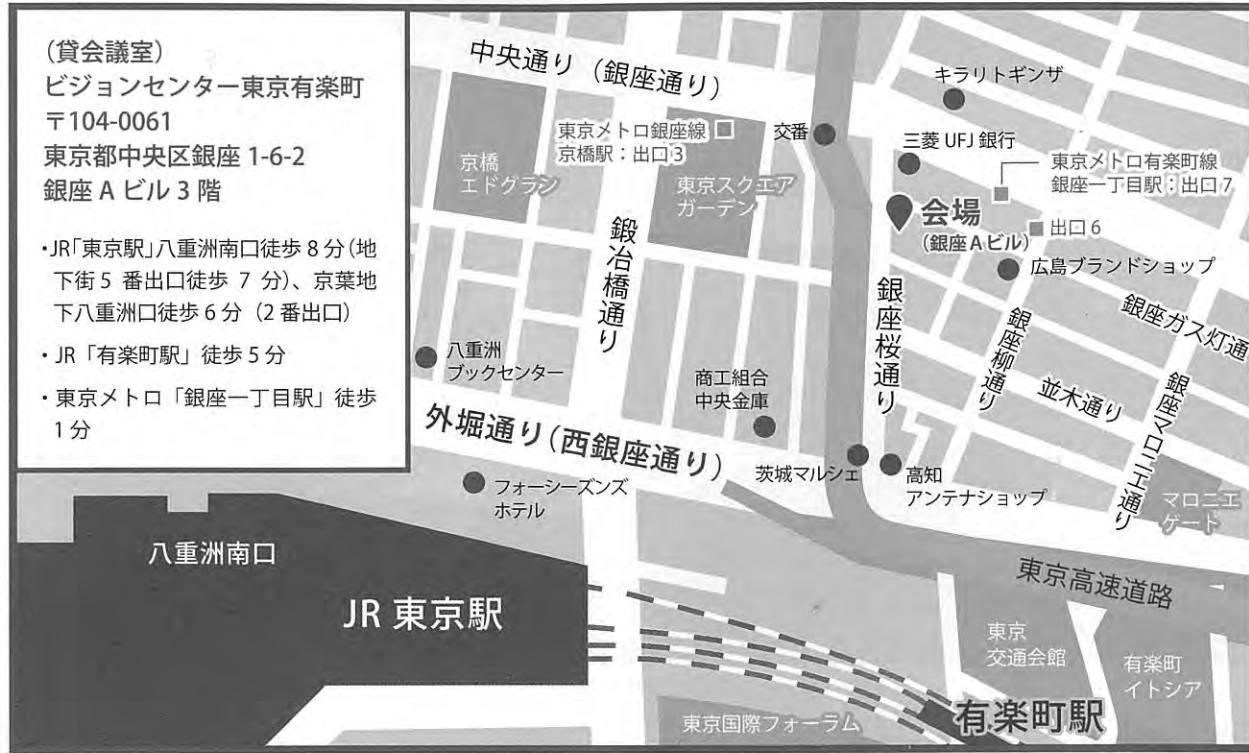 (貸会議室)
ビジョンセンター東京有楽町
〒104-0061
東京都中央区銀座 1-6-2
銀座 A ビル 3 階
・JR「東京駅」八重洲南口徒歩 8 分(地
下街 5 番出口徒歩 7 分)、京葉地
下八重洲口徒歩 6 分（2 番出口）
・JR「有楽町駅」徒歩 5 分
・東京メトロ「銀座一丁目駅」徒歩
1 分
中央通り（銀座通り）
キラリトギンザ
東京メトロ銀座線
京橋駅：出口 3
交番
三菱 UFJ 銀行
京橋
エドグラン
東京スクエア
ガーデン
東京メトロ有楽町線
銀座一丁目駅：出口 7
会場
(銀座 A ビル)
出口 6
広島ブランドショップ
鍛冶橋通り
銀座桜通り
銀座柳通り
銀座ガス灯通
並木通り
銀座マロニエ通り
八重洲
ブックセンター
商工組合
中央金庫
外堀通り(西銀座通り)
茨城マルシェ
高知
アンテナショップ
マロニエ
ゲート
フォーシーズンズ
ホテル
八重洲南口
JR 東京駅
東京高速道路
東京
交通会館
有楽町
イトシア
有楽町駅
東京国際フォーラム